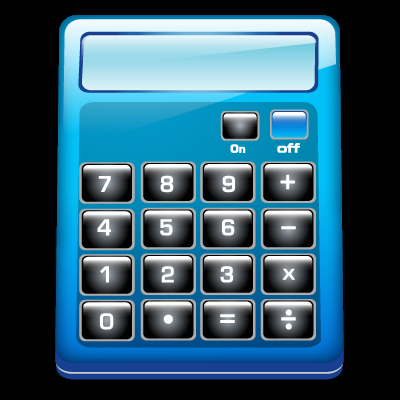 On off
7 8 9 +
4 5 6 −
1 2 3 x
0 • = ÷